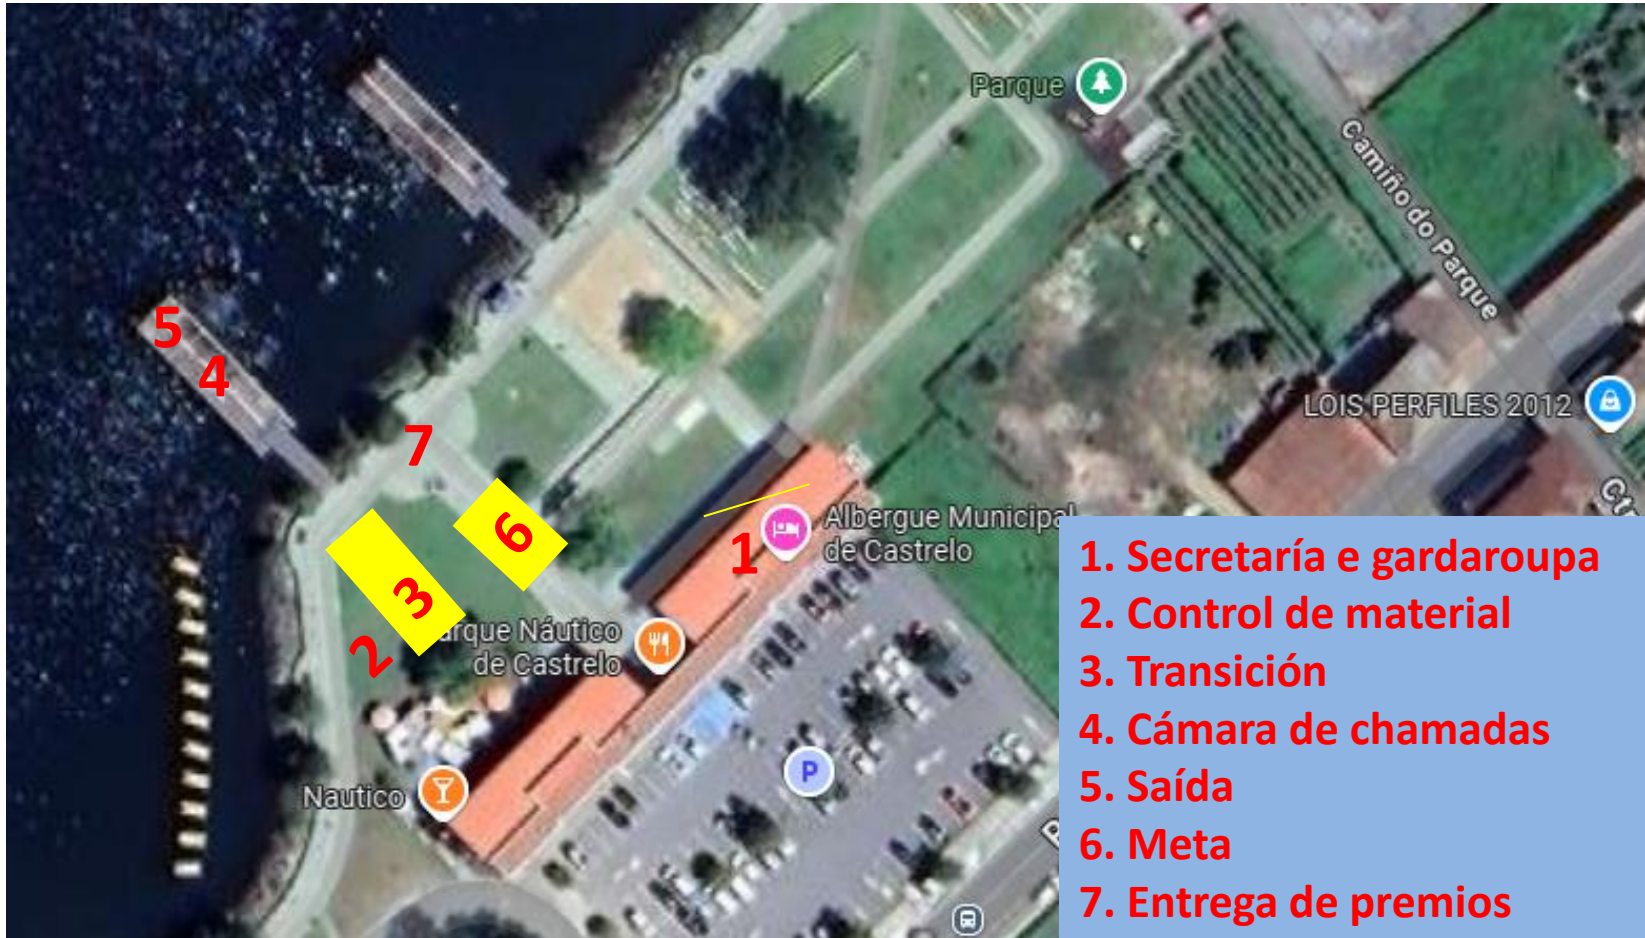 Parque
Camiño do Parque
5
4
LOIS PERFILES 2012
7
6
1
Albergue Municipal
de Castrelo
3
2
arque Náutico
de Castrelo
P
Nautico
1. Secretaría e gardaroupa
2. Control de material
3. Transición
4. Cámara de chamadas
5. Saída
6. Meta
7. Entrega de premios